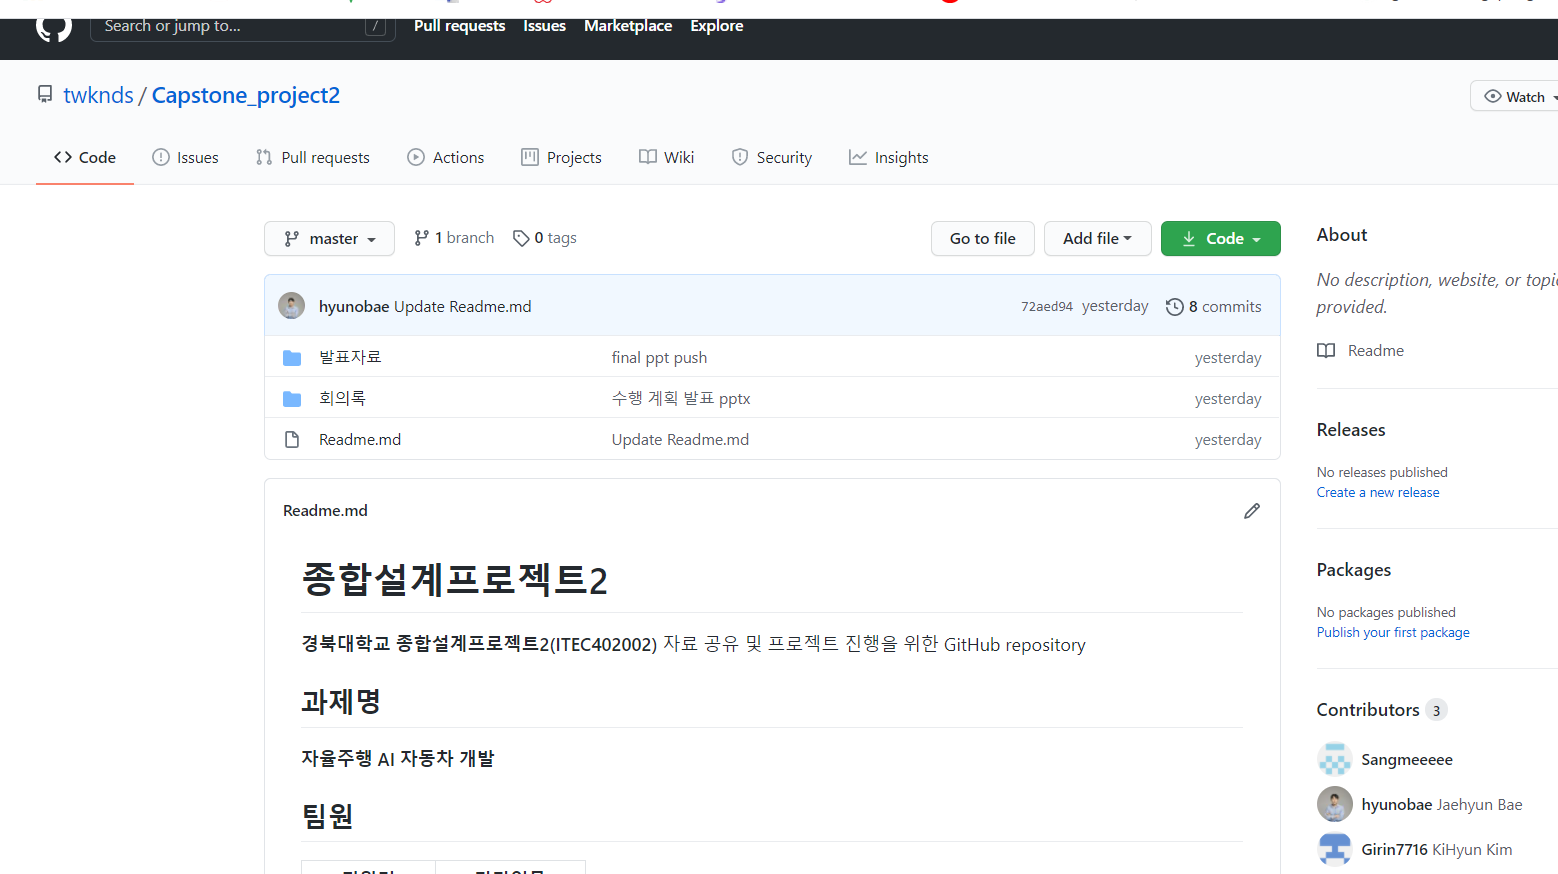 Search or jump to... /
Pull requests Issues Marketplace Explore
twknds / Capstone_project2
Watch
Code Issues Pull requests Actions Projects Wiki Security Insights
master 1 branch 0 tags Go to file Add file Code
hyunobae Update Readme.md 72aed94 yesterday 8 commits
발표자료 final ppt push yesterday
회의록 수행 계획 발표 pptx yesterday
Readme.md Update Readme.md yesterday
Readme.md
종합설계프로젝트2
경북대학교 종합설계프로젝트2(ITEC402002) 자료 공유 및 프로젝트 진행을 위한 GitHub repository
과제명
자율주행 AI 자동차 개발
팀원
About
No description, website, or topic
provided.
Readme
Releases
No releases published
Create a new release
Packages
No packages published
Publish your first package
Contributors 3
Sangmeeeee
hyunobae Jaehyun Bae
Girin7716 KiHyun Kim